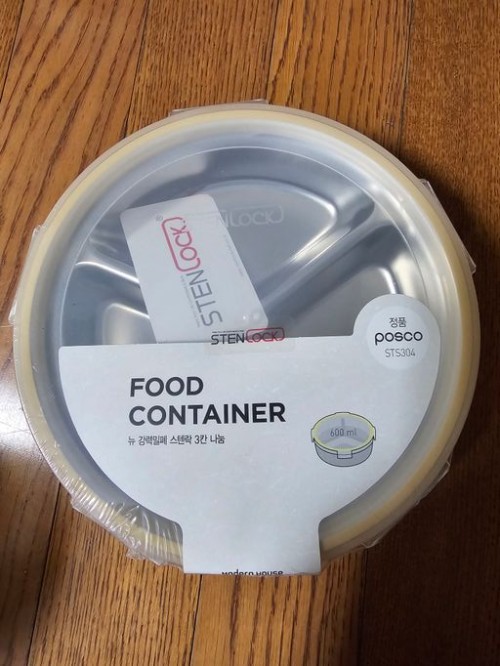 STENLOCK
STENLOCK
STENLOCK
정품
posco
STS304
FOOD
CONTAINER
뉴 강력밀폐 스텐락 3칸 나눔
600 ml
modern house